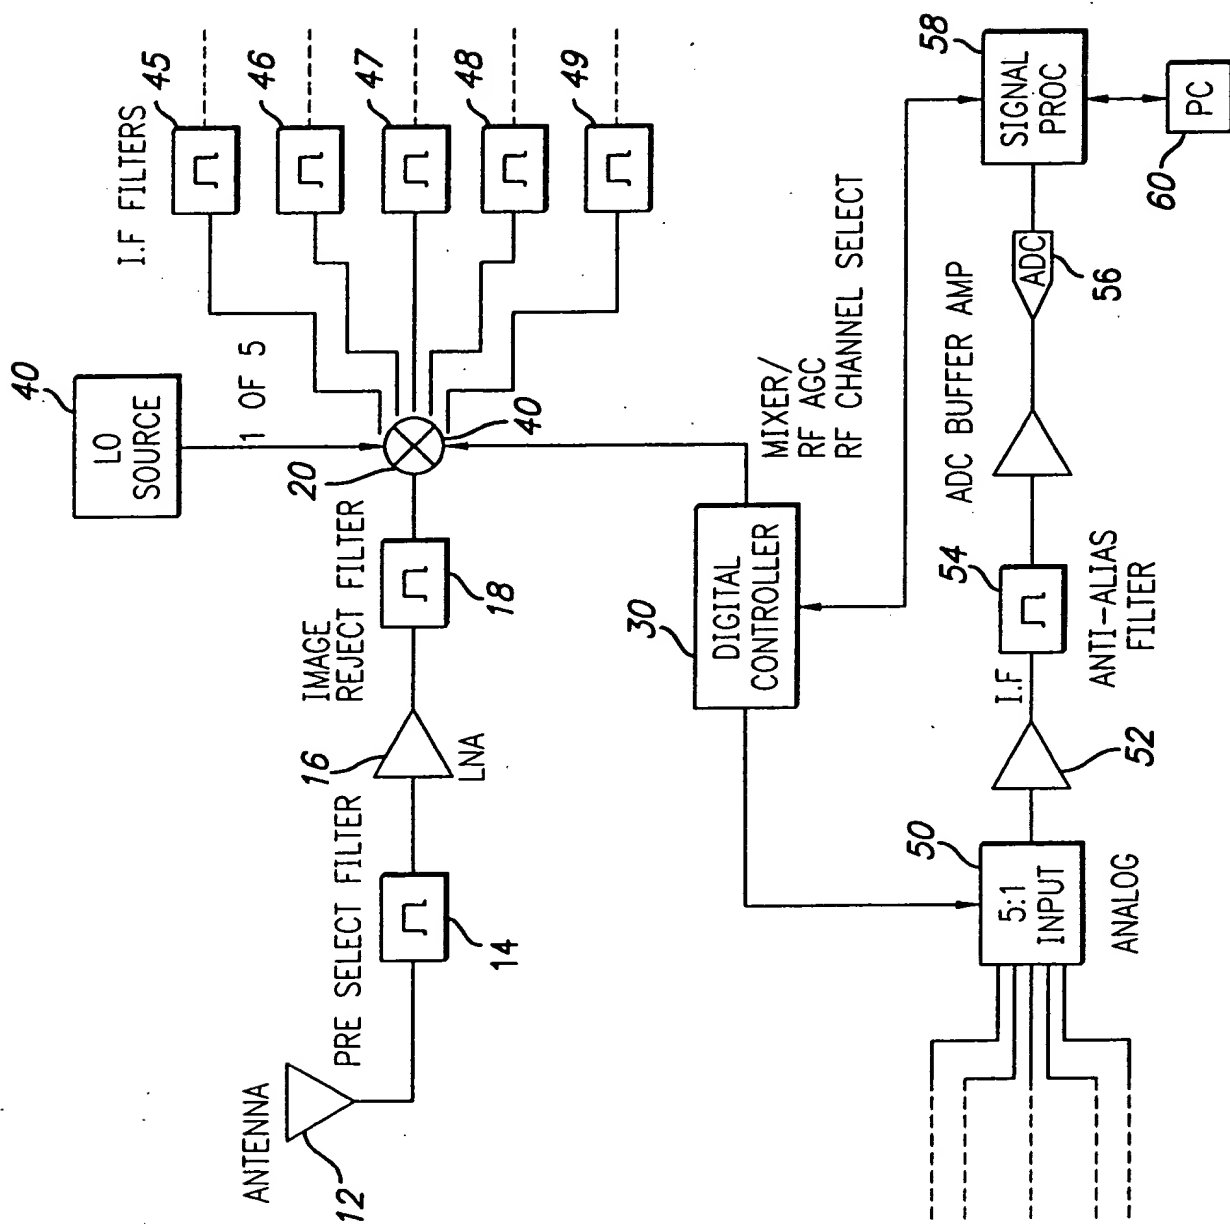 ANTENNA
12
PRE SELECT FILTER
14
16
LNA
IMAGE
REJECT FILTER
18
20
40
LO
SOURCE
40
1 OF 5
I.F FILTERS
45
46
47
48
49
30
DIGITAL
CONTROLLER
MIXER/
RF AGC
RF CHANNEL SELECT
50
5:1
INPUT
ANALOG
52
I.F
54
ANTI-ALIAS
FILTER
ADC BUFFER AMP
ADC
56
58
SIGNAL
PROC
60
PC